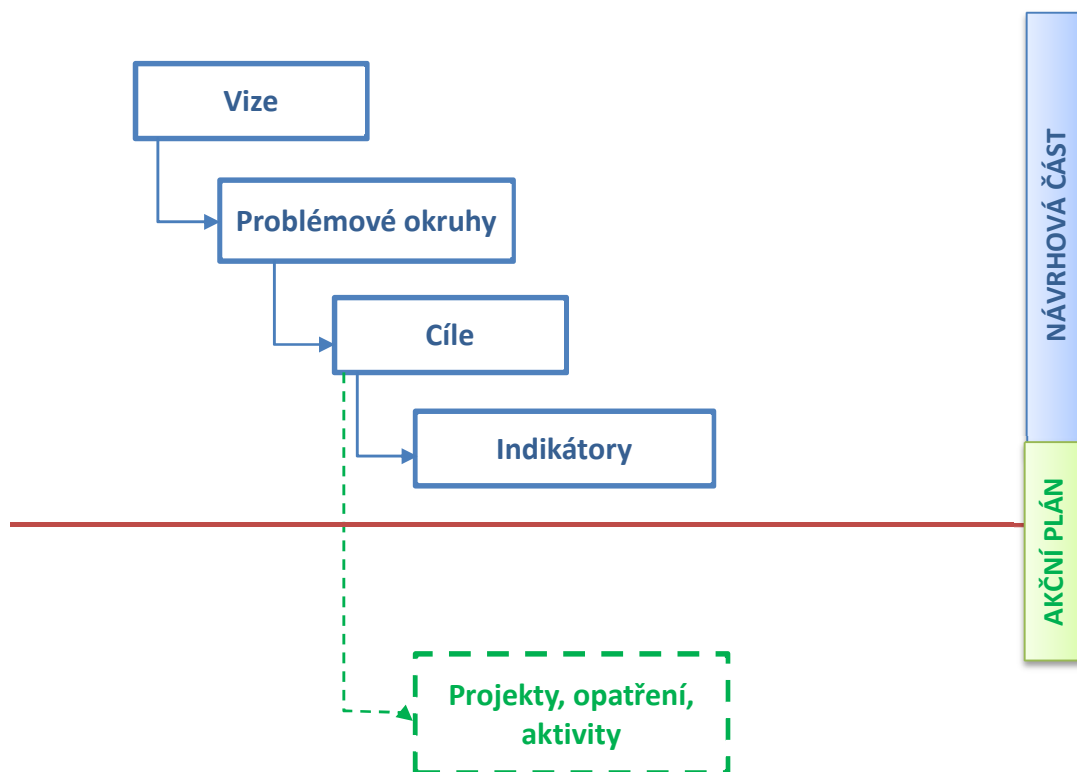 Vize
Problémové okruhy
Cíle
Indikátory
Projekty, opatření,
aktivity
NÁVRHOVÁ ČÁST
AKČNÍ PLÁN